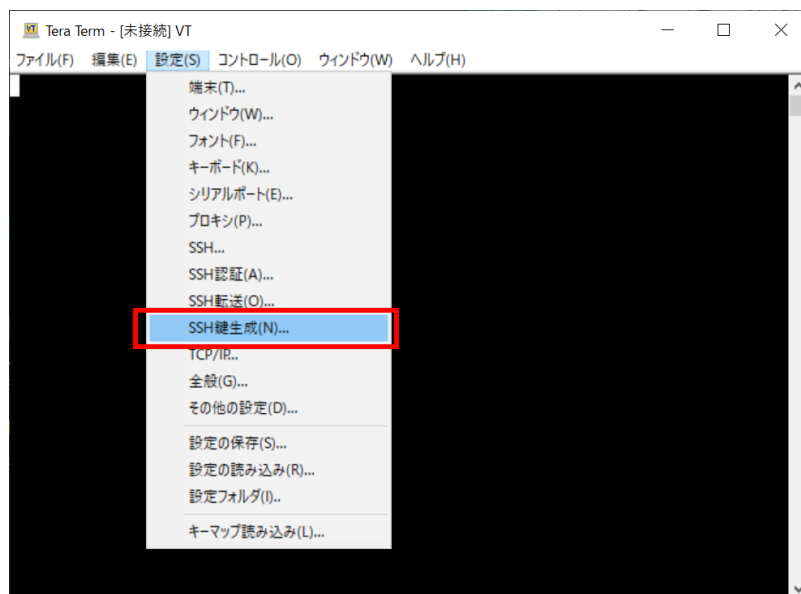 VT Tera Term - [未接続] VT
ファイル(F) 編集(E) 設定(S) コントロール(O) ウィンドウ(W) ヘルプ(H)
端末(T)...
ウィンドウ(W)...
フォント(F)...
キーボード(K)...
シリアルポート(E)...
プロキシ(P)...
SSH...
SSH認証(A)...
SSH転送(O)...
SSH鍵生成(N)...
TCP/IP...
全般(G)...
その他の設定(D)...
設定の保存(S)...
設定の読み込み(R)...
設定フォルダ(I)..
キーマップ読み込み(L)...